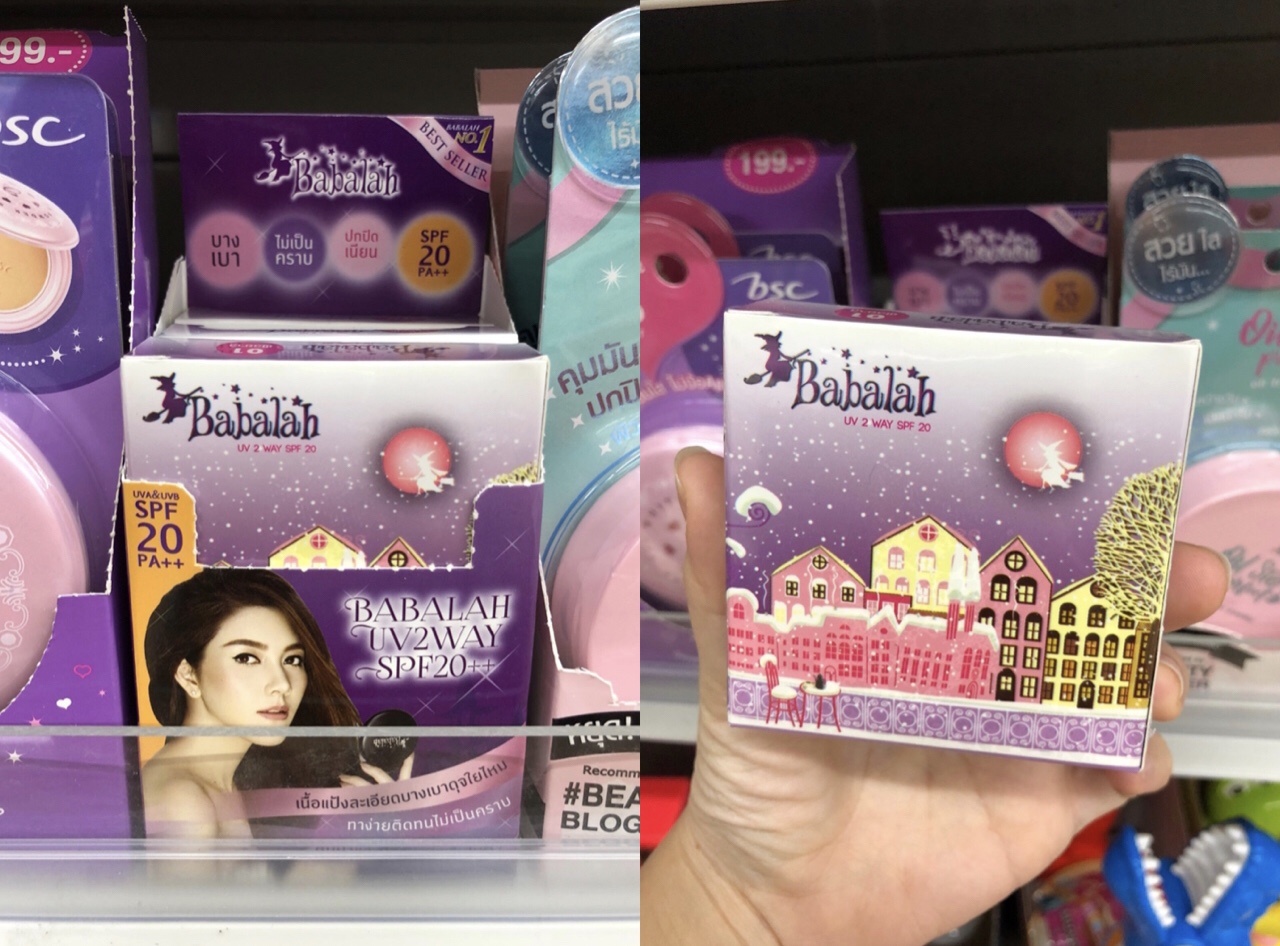 99.-
BSC
Babalah
BEST SELLER
BABALAH
NO.1
บาง
เบา
ไม่เป็น
คราบ
ปกปิด
เนียน
SPF
20
PA++
Babalah
UV 2 WAY SPF 20
UVA&UVB
SPF
20
PA++
BABALAH
UV2WAY
SPF20++
เนื้อแป้งละเอียดบางเบาดุจใยไหม
ทาง่ายติดทนไม่เป็นคราบ
คุมมัน
ไร้
หยุด!
Recomm
#BEA
BLOG
199.-
bsc
สวย ใส
ไร้มัน...
Babalah
UV 2 WAY SPF 20
01